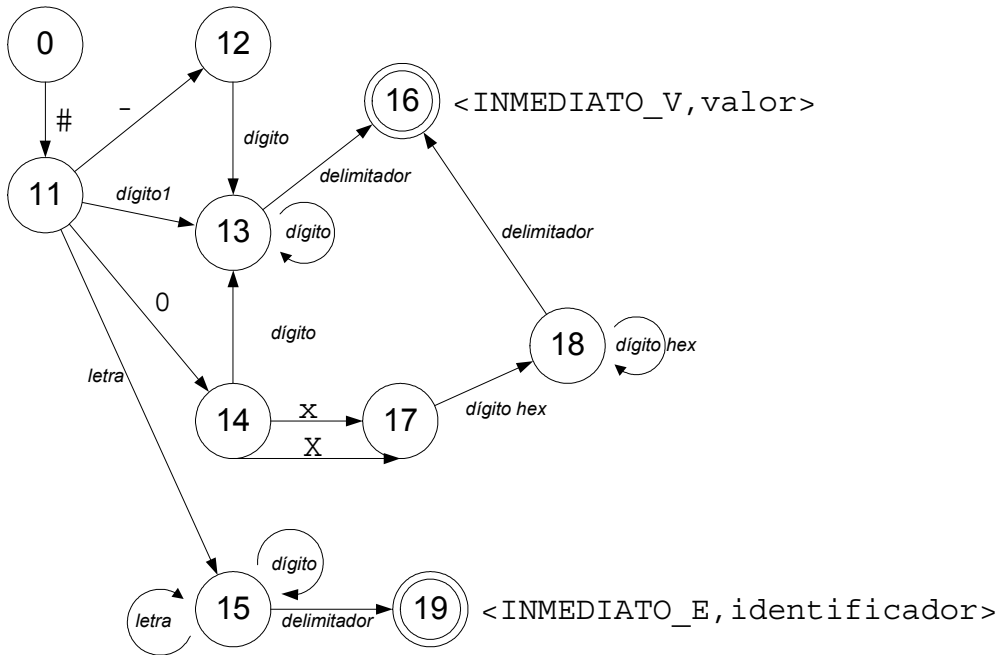 0
12
#
-
16
<INMEDIATO_V,valor>
dígito
11
dígito1
delimitador
13
dígito
delimitador
0
dígito
18
dígito hex
letra
14
x
17
dígito hex
X
dígito
15
letra
delimitador
19
<INMEDIATO_E,identificador>